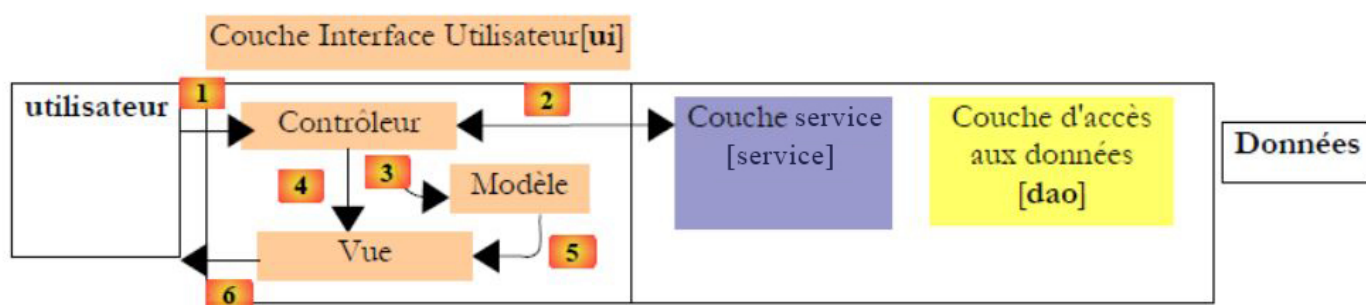 Couche Interface Utilisateur[ui]
utilisateur
1
Contrôleur
2
Couche service
[service]
Couche d'accès
aux données
[dao]
Données
4
3
Modèle
Vue
5
6